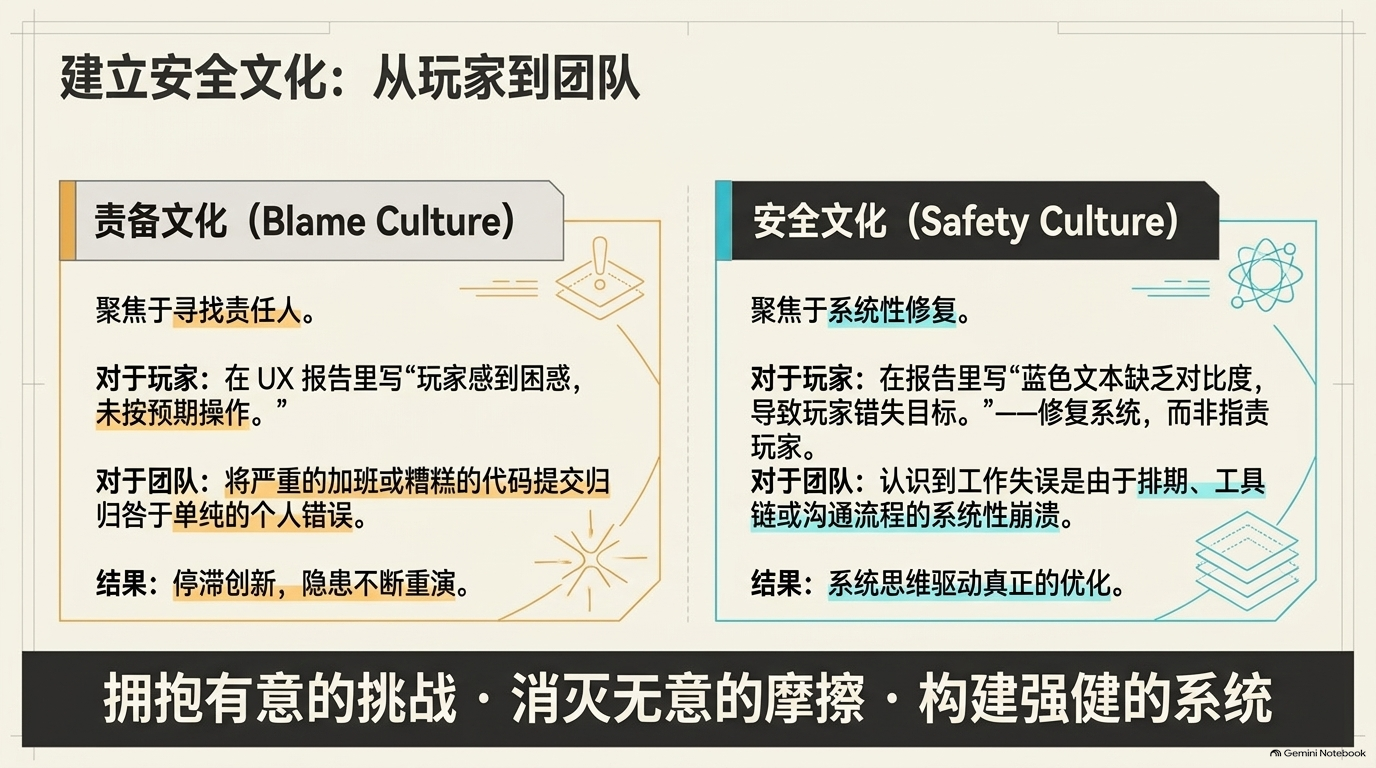 建立安全文化：从玩家到团队
责备文化（Blame Culture）
聚焦于寻找责任人。
对于玩家：在 UX 报告里写“玩家感到困惑，
未按预期操作。”
对于团队：将严重的加班或糟糕的代码提交归
归咎于单纯的个人错误。
结果：停滞创新，隐患不断重演。
安全文化（Safety Culture）
聚焦于系统性修复。
对于玩家：在报告里写“蓝色文本缺乏对比度，
导致玩家错失目标。”——修复系统，而非指责
玩家。
对于团队：认识到工作失误是由于排期、工具
链或沟通流程的系统性崩溃。
结果：系统思维驱动真正的优化。
拥抱有意的挑战 · 消灭无意的摩擦 · 构建强健的系统
Gemini Notebook